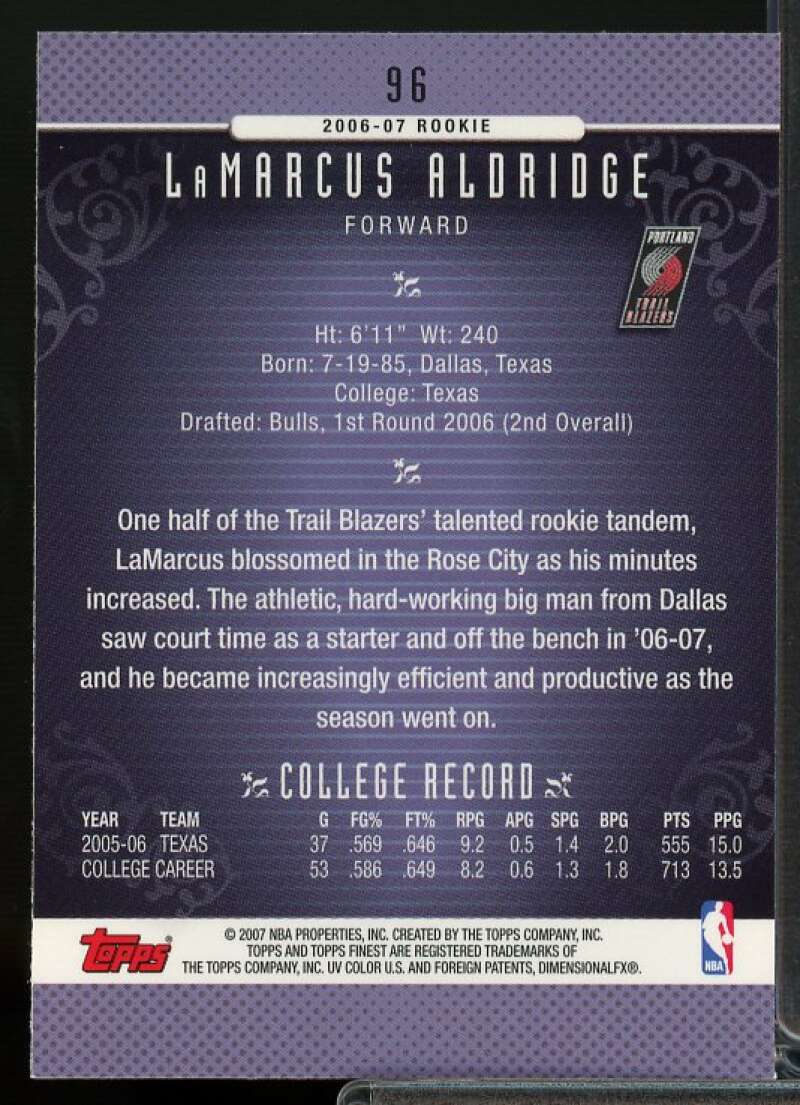 96
2006-07 ROOKIE
LaMARCUS ALDRIDGE
FORWARD
PORTLAND
TRAIL
BLAZERS
Ht: 6'11" Wt: 240
Born: 7-19-85, Dallas, Texas
College: Texas
Drafted: Bulls, 1st Round 2006 (2nd Overall)
One half of the Trail Blazers' talented rookie tandem,
LaMarcus blossomed in the Rose City as his minutes
increased. The athletic, hard-working big man from Dallas
saw court time as a starter and off the bench in '06-07,
and he became increasingly efficient and productive as the
season went on.
COLLEGE RECORD
YEAR TEAM G FG% FT% RPG APG SPG BPG PTS PPG
2005-06 TEXAS 37 .569 .646 9.2 0.5 1.4 2.0 555 15.0
COLLEGE CAREER 53 .586 .649 8.2 0.6 1.3 1.8 713 13.5
Topps®
© 2007 NBA PROPERTIES, INC. CREATED BY THE TOPPS COMPANY, INC.
TOPPS AND TOPPS FINEST ARE REGISTERED TRADEMARKS OF
THE TOPPS COMPANY, INC. UV COLOR U.S. AND FOREIGN PATENTS, DIMENSIONALFX®.
NBA